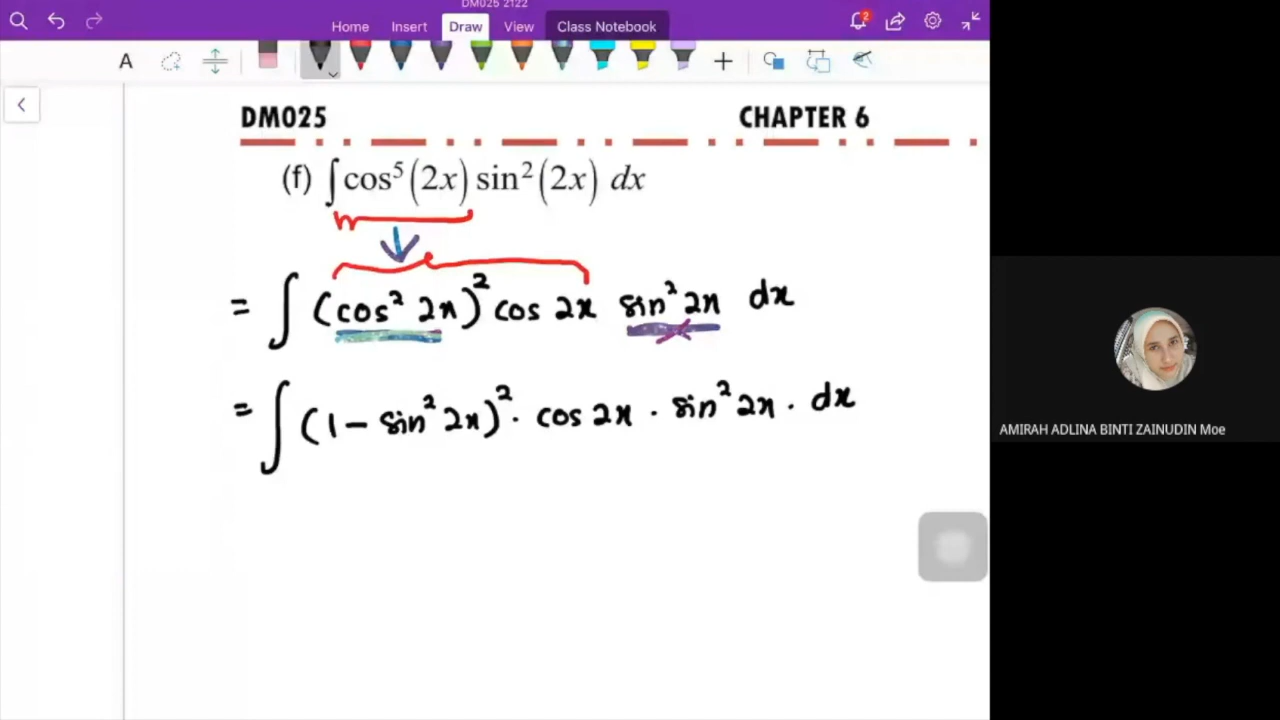 DM025 2122
Home Insert Draw View Class Notebook
2
A
DM025 CHAPTER 6
(f) ∫cos⁵(2x) sin²(2x) dx
= ∫ (cos² 2x)² cos 2x sin² 2x dx
= ∫ (1 − sin² 2x)² · cos 2x · sin² 2x · dx
AMIRAH ADLINA BINTI ZAINUDIN Moe